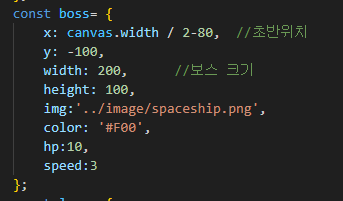 const boss= {
    x: canvas.width / 2-80,  //초반위치
    y: -100,
    width: 200,      //보스 크기
    height: 100,
    img:'../image/spaceship.png',
    color: '#F00',
    hp:10,
    speed:3
};